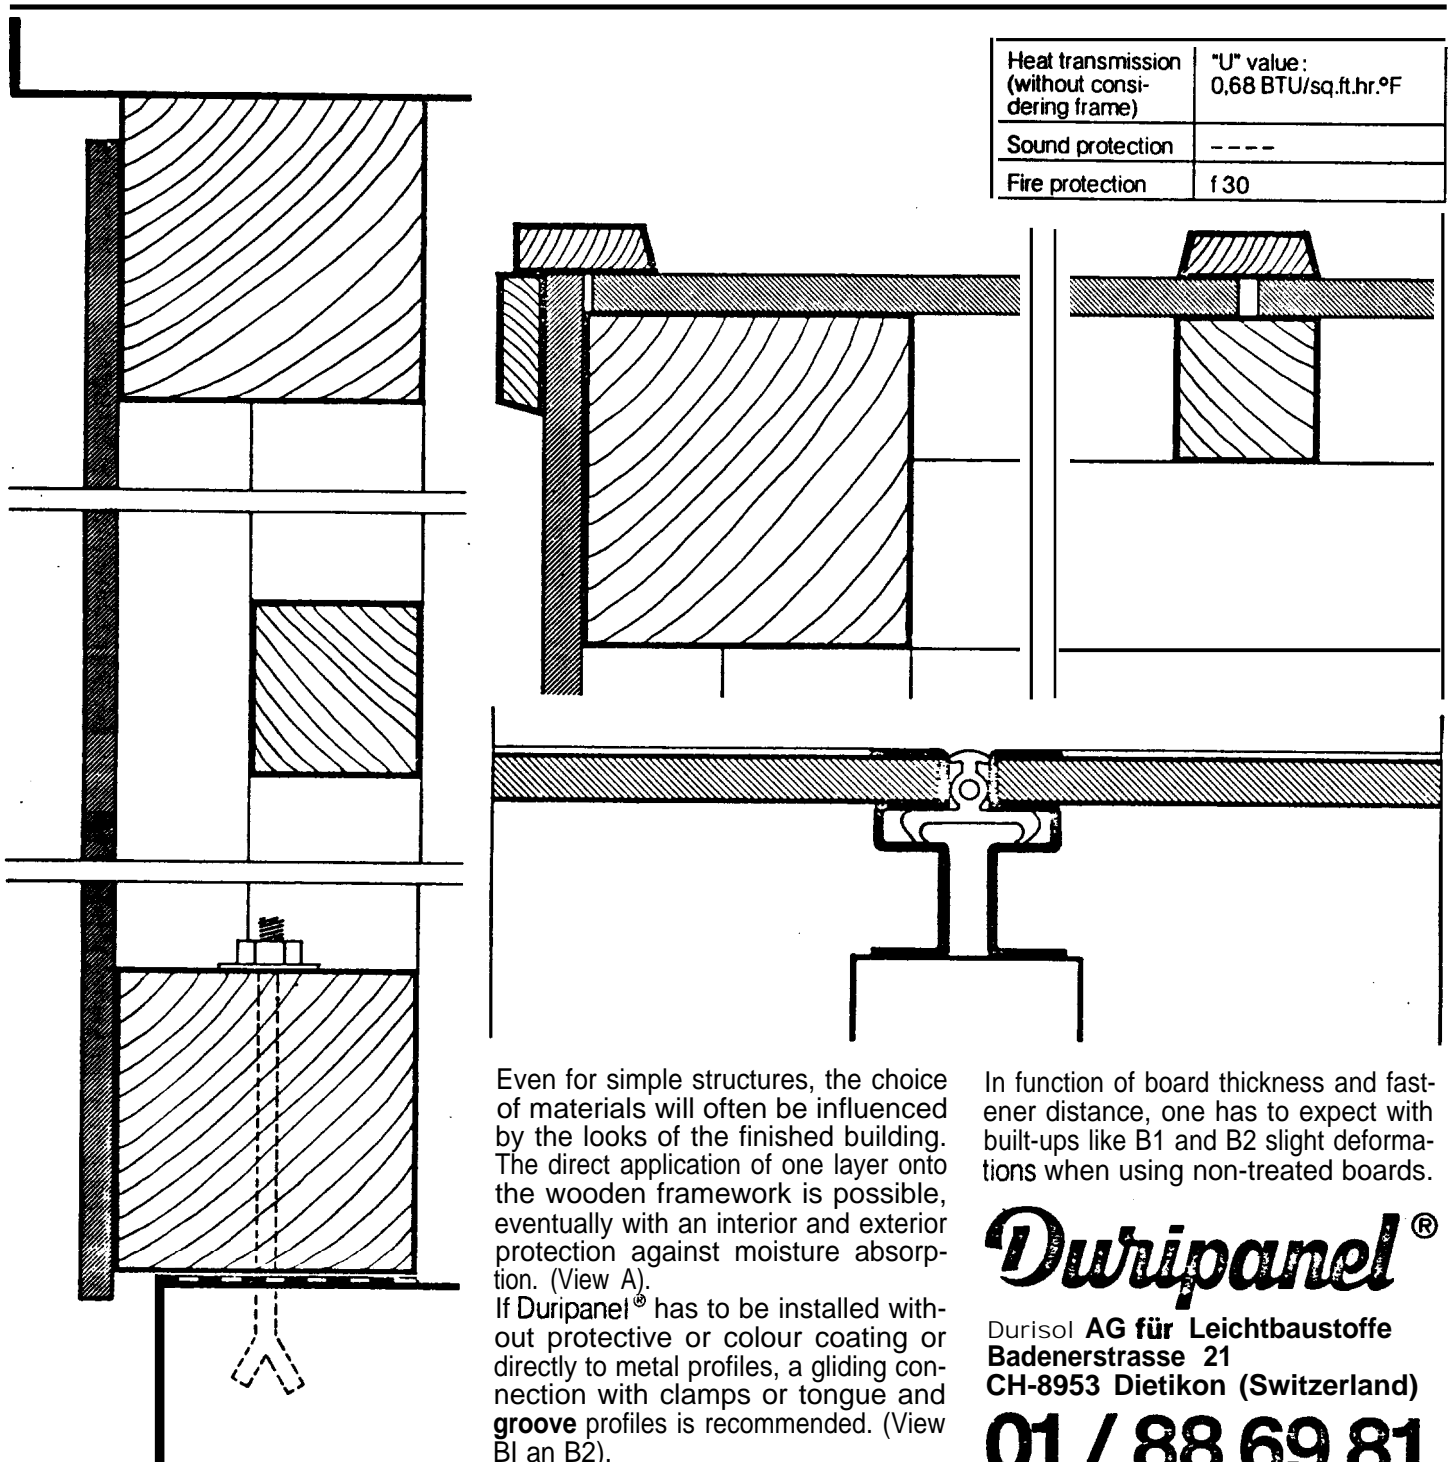 Heat transmission "U" value:
(without consi- 0,68 BTU/sq.ft.hr.°F
dering frame)
Sound protection ----
Fire protection f 30
Even for simple structures, the choice
of materials will often be influenced
by the looks of the finished building.
The direct application of one layer onto
the wooden framework is possible,
eventually with an interior and exterior
protection against moisture absorp-
tion. (View A).
If Duripanel® has to be installed with-
out protective or colour coating or
directly to metal profiles, a gliding con-
nection with clamps or tongue and
groove profiles is recommended. (View
BI an B2).
In function of board thickness and fast-
ener distance, one has to expect with
built-ups like B1 and B2 slight deforma-
tions when using non-treated boards.
Duripanel®
Durisol AG für Leichtbaustoffe
Badenerstrasse 21
CH-8953 Dietikon (Switzerland)
01/88 69 81